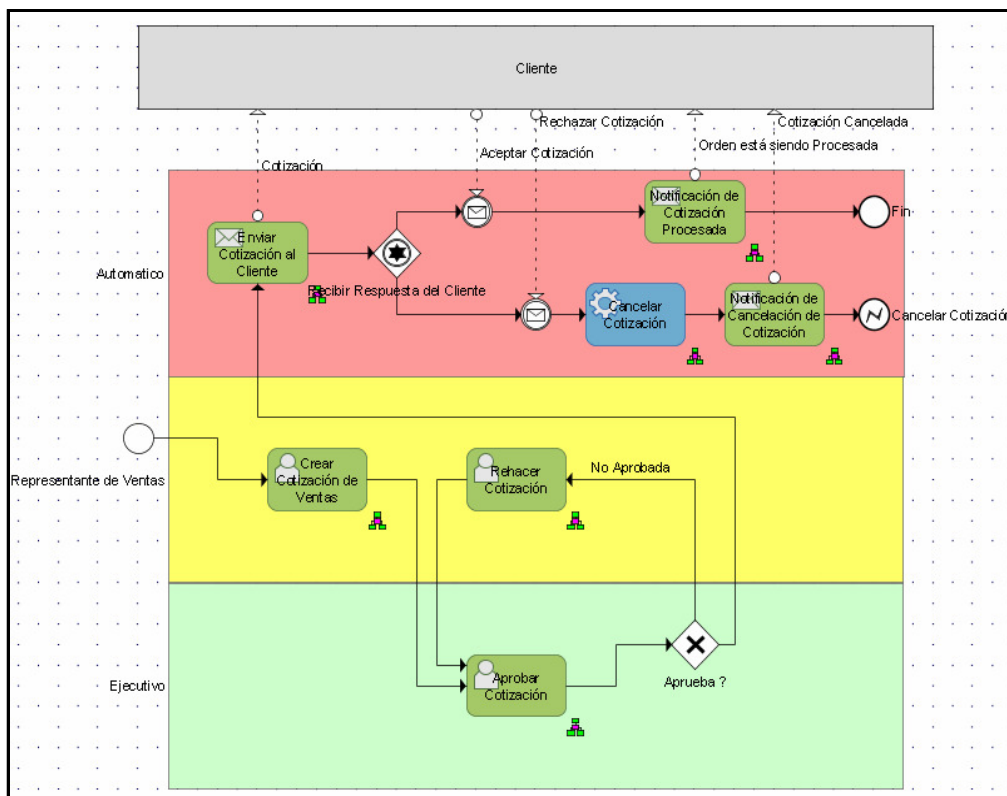 Cliente
Rechazar Cotización
Cotización Cancelada
Aceptar Cotización
Orden está siendo Procesada
Cotización
Notificación de
Cotización
Procesada
Fin
Enviar
Cotización al
Cliente
Automatico
Recibir Respuesta del Cliente
Cancelar
Cotización
Notificación de
Cancelación de
Cotización
Cancelar Cotización
Representante de Ventas
Crear
Cotización de
Ventas
Rehacer
Cotización
No Aprobada
Ejecutivo
Aprobar
Cotización
Aprueba ?